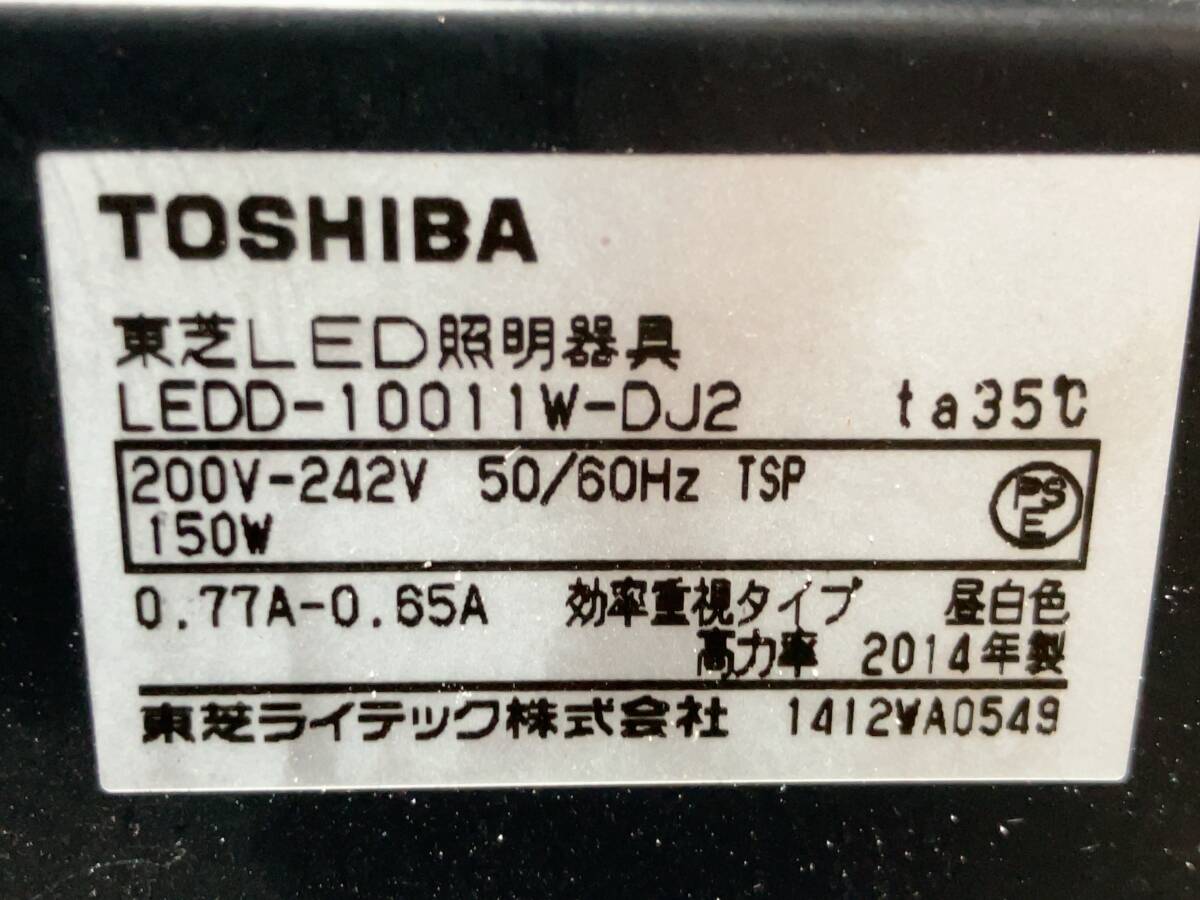 TOSHIBA
東芝LED照明器具
LEDD-10011W-DJ2 ta35℃
200V-242V 50/60Hz TSP
PSE
150W
0.77A-0.65A 効率重視タイプ 昼白色
高力率 2014年製
東芝ライテック株式会社 1412WA0549